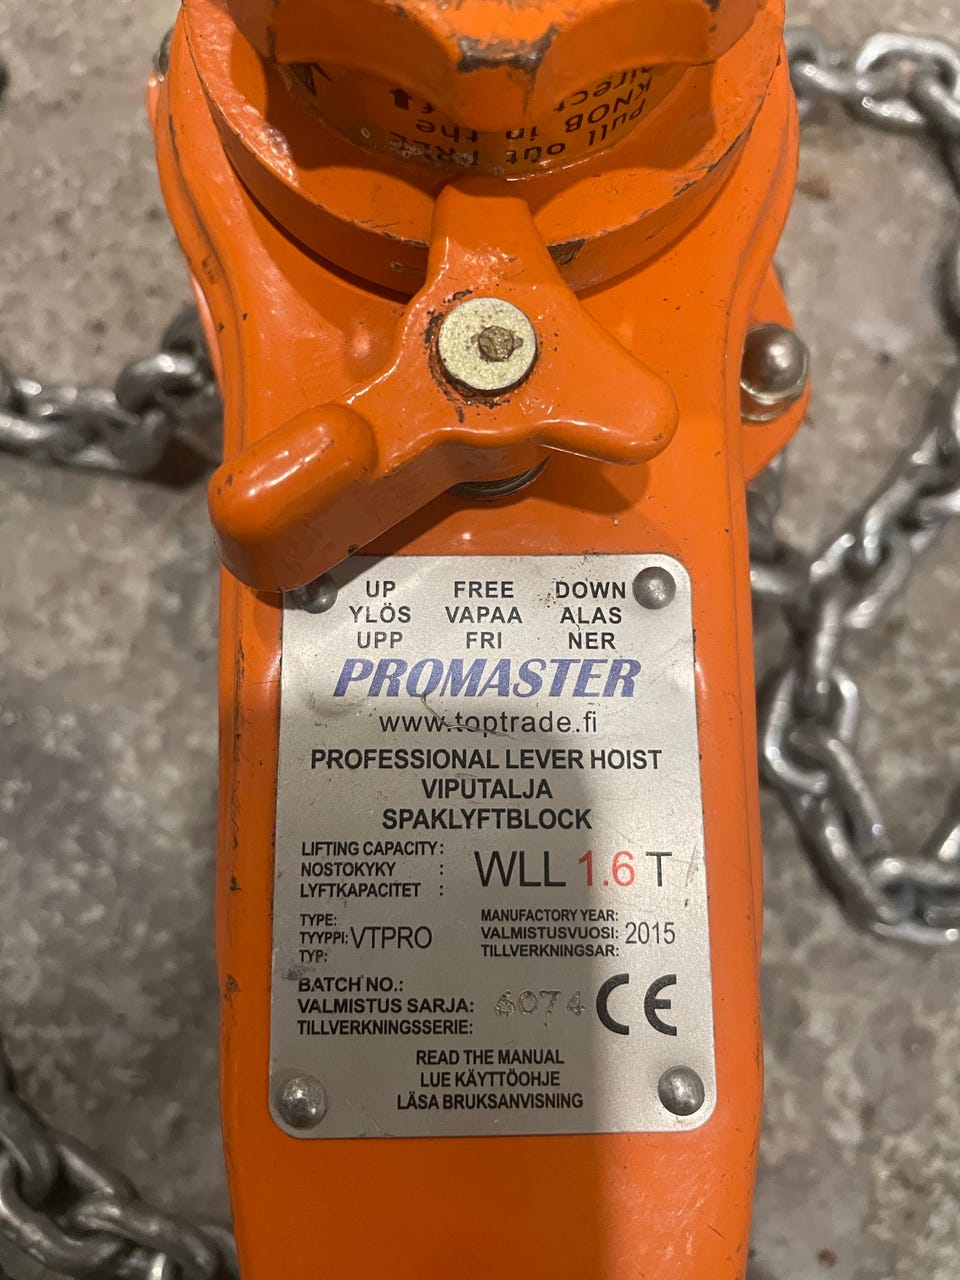 Pull out
KNOB in the
direct
FREE
UP FREE DOWN
YLÖS VAPAA ALAS
UPP FRI NER
PROMASTER
www.toptrade.fi
PROFESSIONAL LEVER HOIST
VIPUTALJA
SPAKLYFTBLOCK
LIFTING CAPACITY:
NOSTOKYKY :
LYFTKAPACITET :
WLL 1.6 T
TYPE:
TYYPPI: VTPRO
TYP:
MANUFACTORY YEAR:
VALMISTUSVUOSI: 2015
TILLVERKNINGSAR:
BATCH NO.:
VALMISTUS SARJA: 6074
TILLVERKNINGSSERIE:
CE
READ THE MANUAL
LUE KÄYTTÖOHJE
LÄSA BRUKSANVISNING